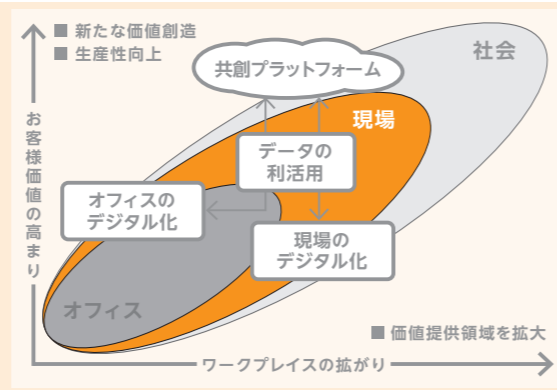 ■ 新たな価値創造
■ 生産性向上
社会
共創プラットフォーム
現場
データの
利活用
オフィスの
デジタル化
現場の
デジタル化
オフィス
お客様価値の高まり
■ 価値提供領域を拡大
ワークプレイスの拡がり